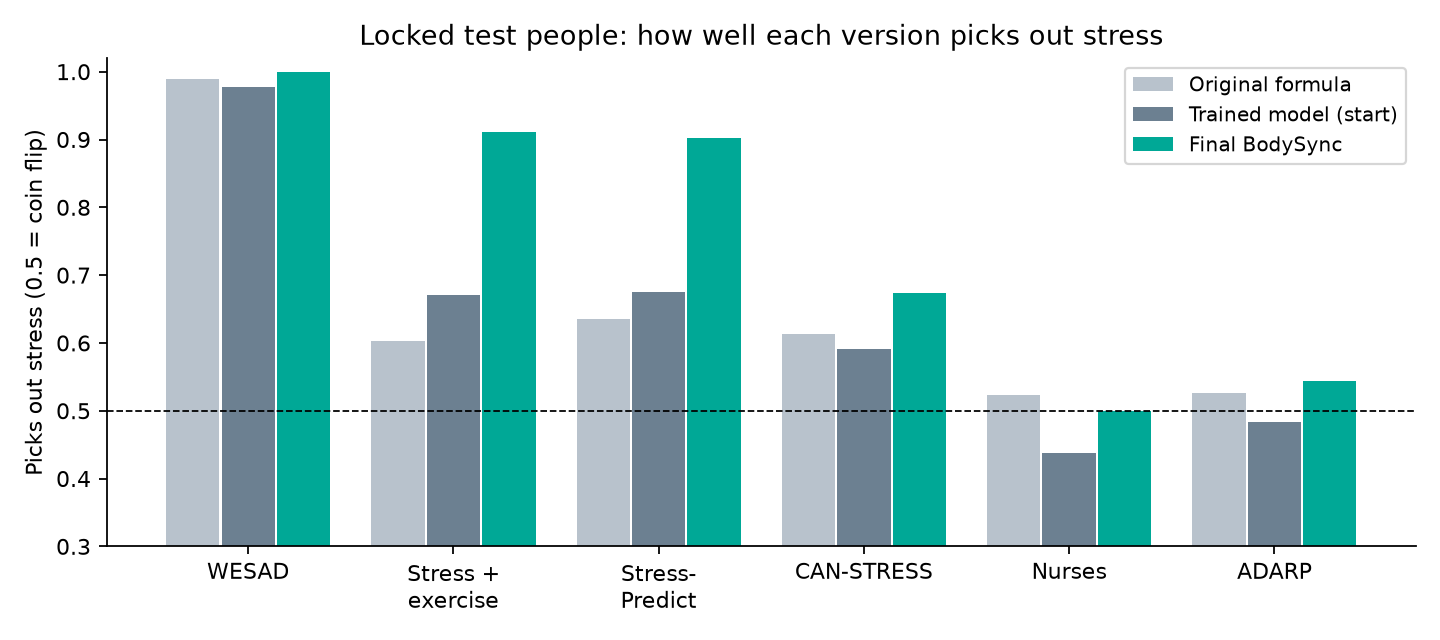 Locked test people: how well each version picks out stress
Original formula
Trained model (start)
Final BodySync
Picks out stress (0.5 = coin flip)
1.0
0.9
0.8
0.7
0.6
0.5
0.4
0.3
WESAD
Stress +
exercise
Stress-
Predict
CAN-STRESS
Nurses
ADARP